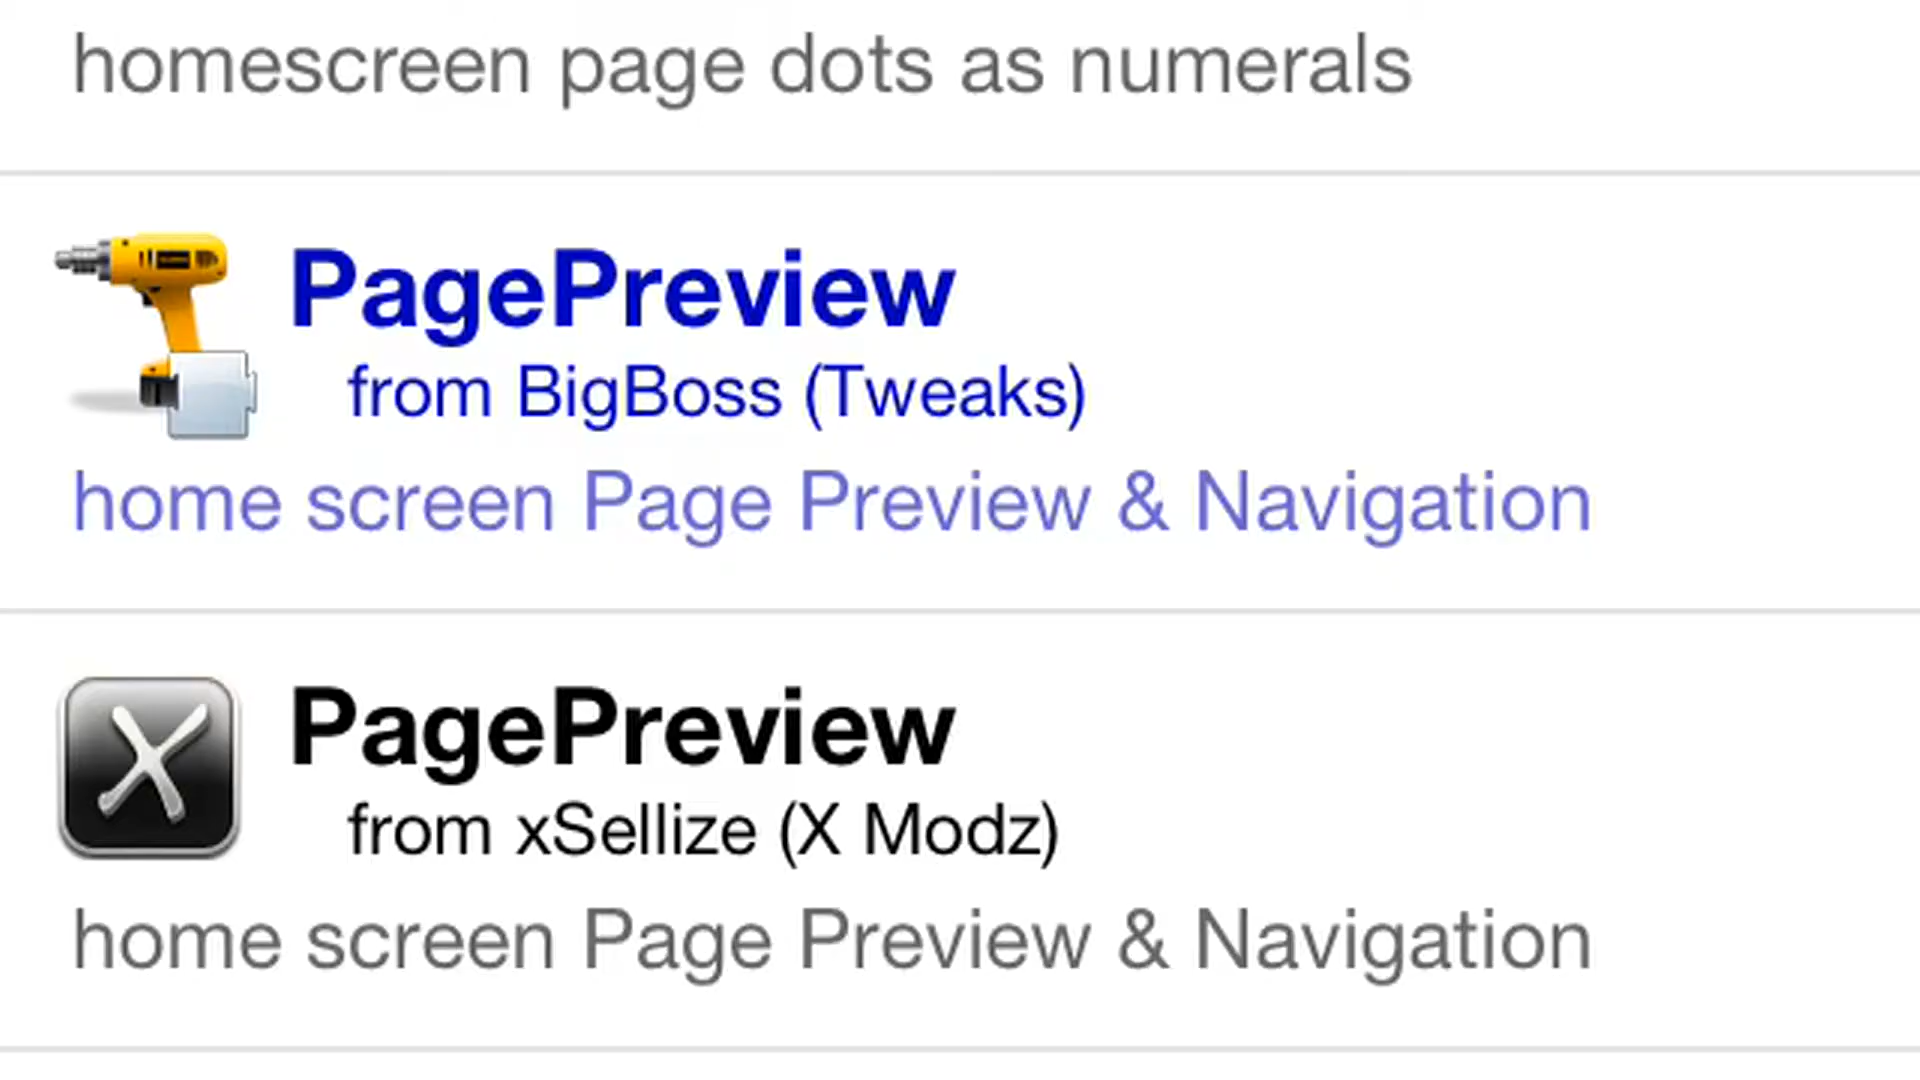 homescreen page dots as numerals
PagePreview
from BigBoss (Tweaks)
home screen Page Preview & Navigation
X
PagePreview
from xSellize (X Modz)
home screen Page Preview & Navigation